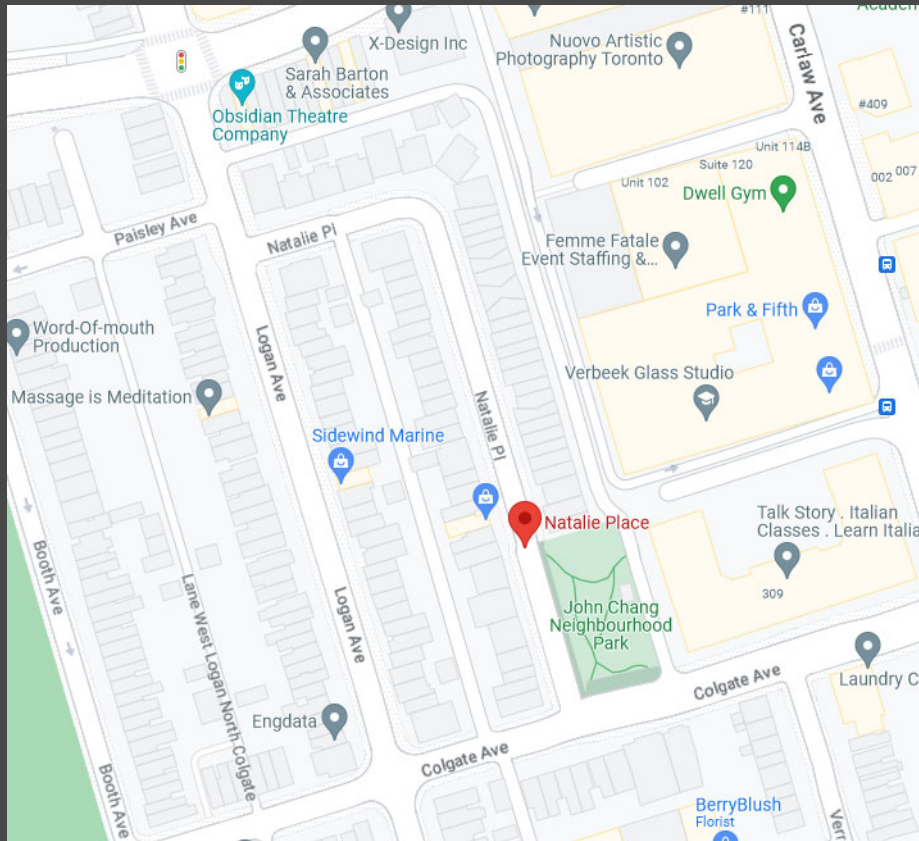 #111
Academ
X-Design Inc
Nuovo Artistic
Photography Toronto
Carlaw Ave
Sarah Barton
& Associates
#409
Obsidian Theatre
Company
Unit 114B
Suite 120
Unit 102
002
007
Dwell Gym
Paisley Ave
Natalie Pl
Femme Fatale
Event Staffing &...
Park & Fifth
Word-Of-mouth
Production
Logan Ave
Verbeek Glass Studio
Massage is Meditation
Natalie Pl
Sidewind Marine
Talk Story . Italian
Classes . Learn Italia
Natalie Place
Booth Ave
Lane West Logan North Colgate
Logan Ave
309
John Chang
Neighbourhood
Park
Laundry C
Colgate Ave
Engdata
Colgate Ave
Booth Ave
BerryBlush
Florist
Verr